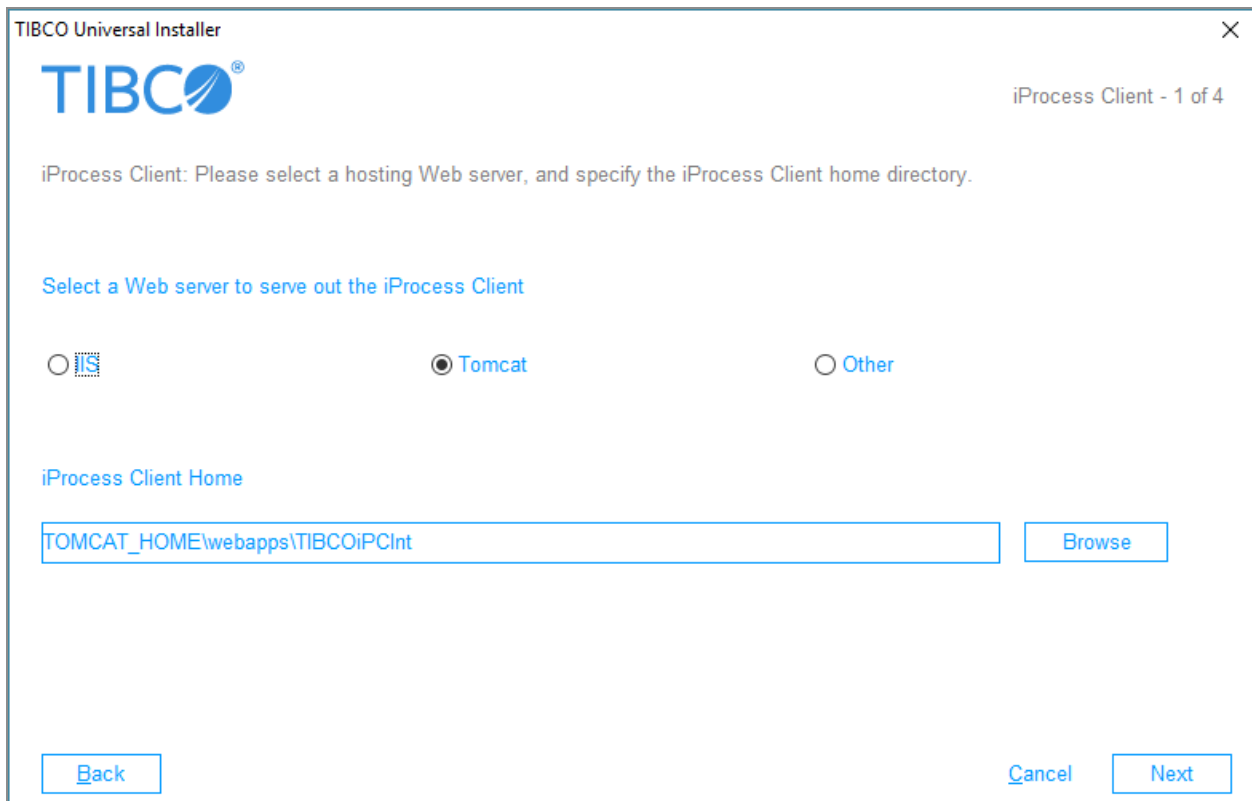 TIBCO Universal Installer
TIBCO®
iProcess Client - 1 of 4
iProcess Client: Please select a hosting Web server, and specify the iProcess Client home directory.
Select a Web server to serve out the iProcess Client
IIS Tomcat Other
iProcess Client Home
TOMCAT_HOME\webapps\TIBCOiPClnt Browse
Back Cancel Next